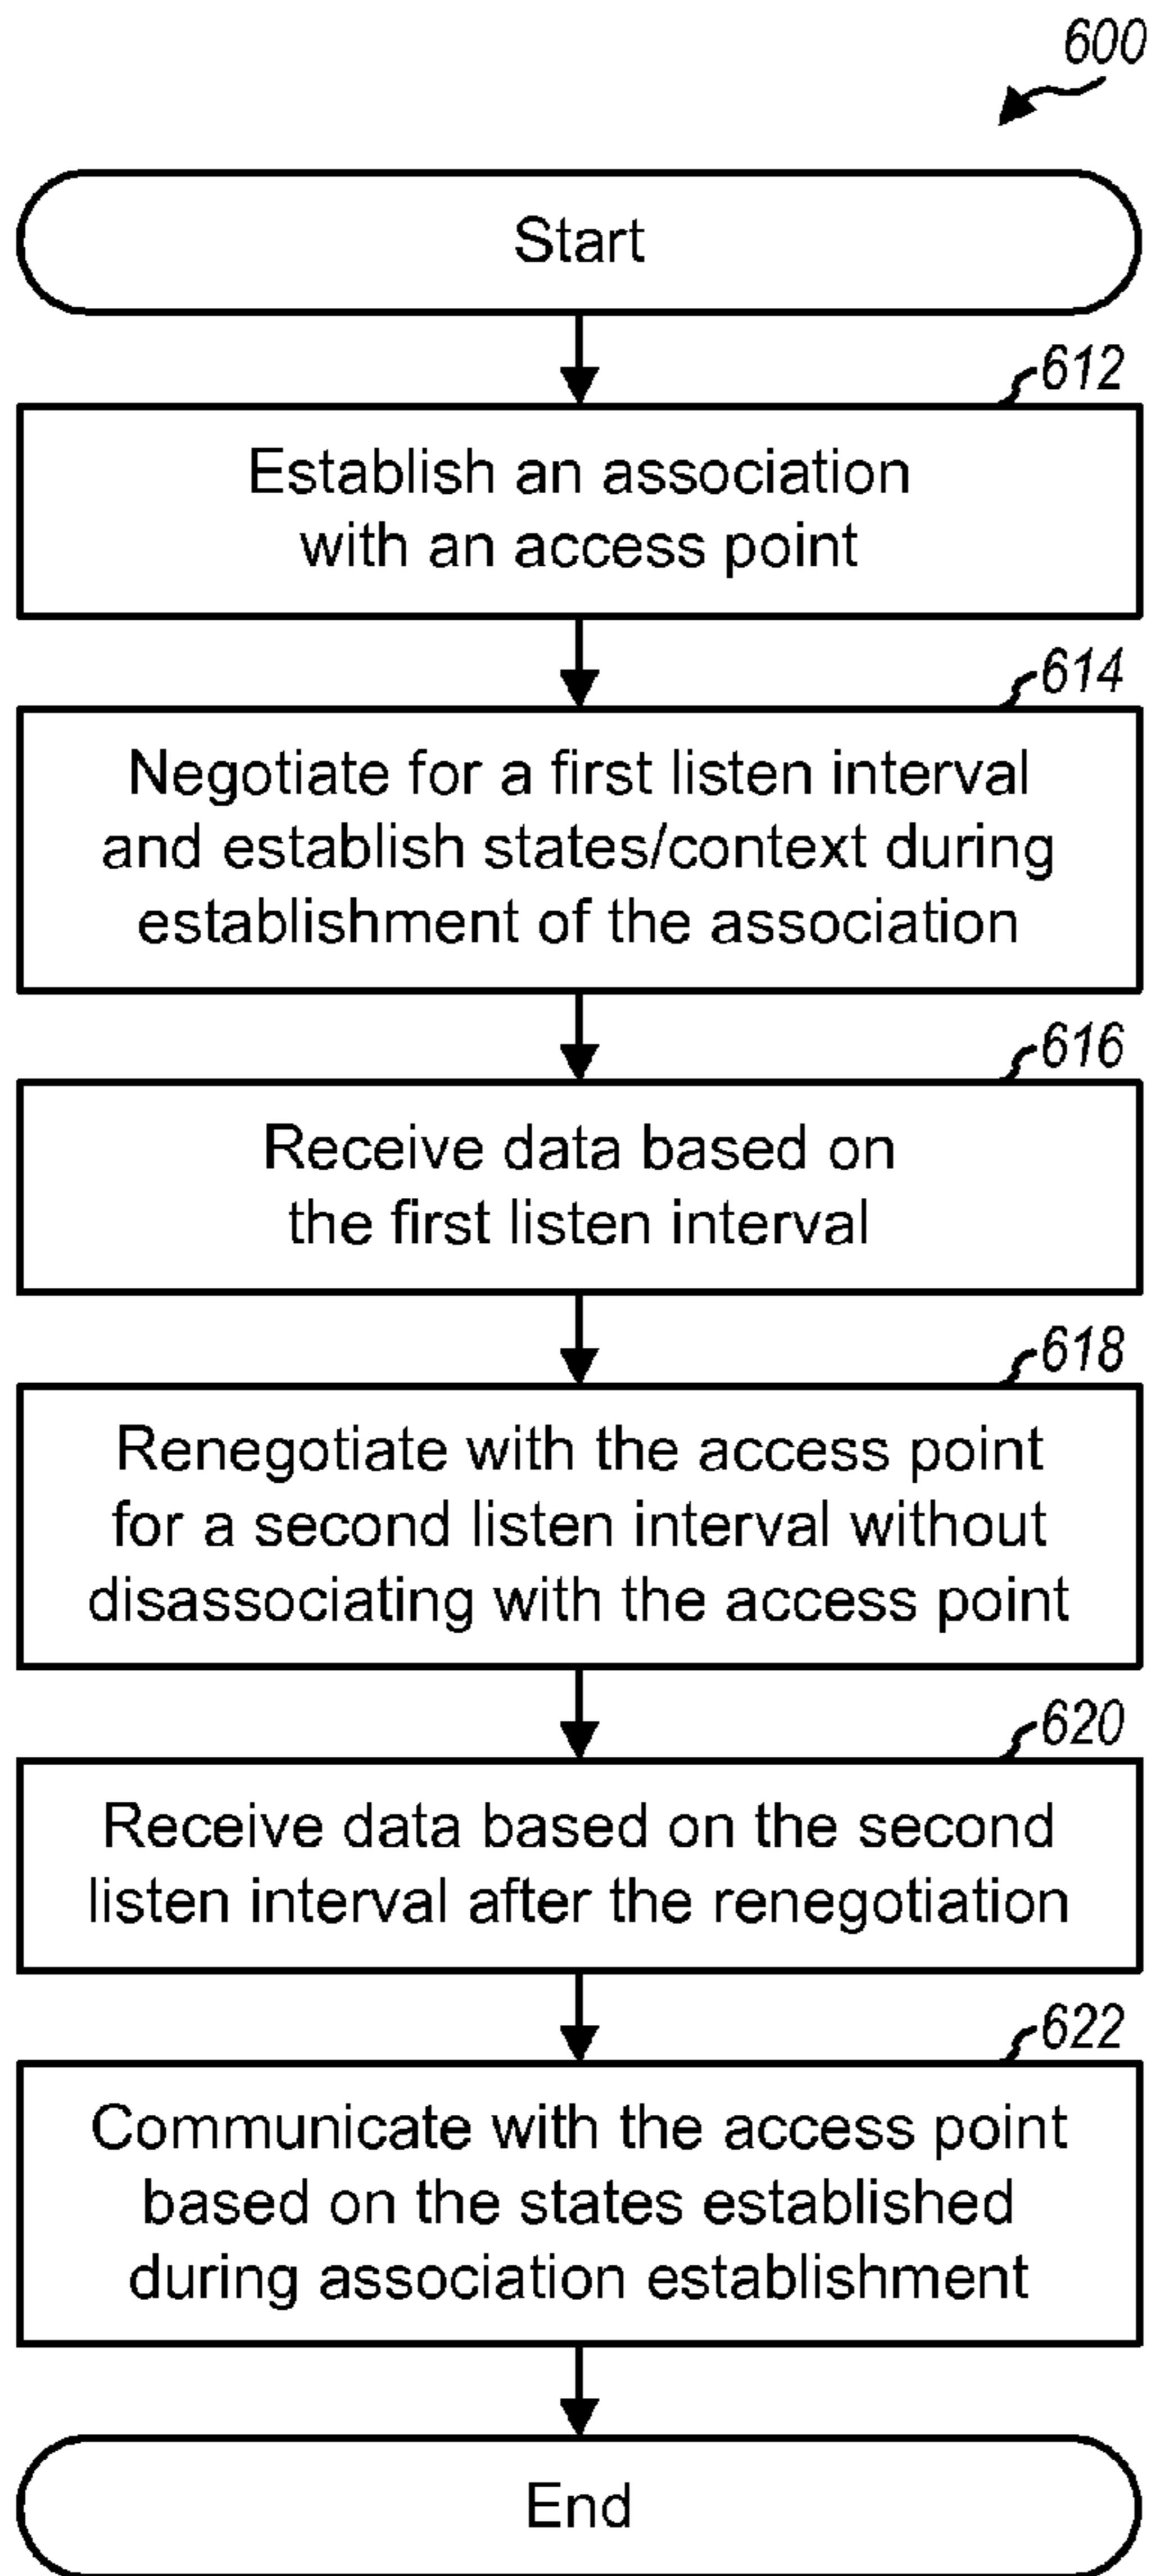 600
Start
612
Establish an association
with an access point
614
Negotiate for a first listen interval
and establish states/context during
establishment of the association
616
Receive data based on
the first listen interval
618
Renegotiate with the access point
for a second listen interval without
disassociating with the access point
620
Receive data based on the second
listen interval after the renegotiation
622
Communicate with the access point
based on the states established
during association establishment
End